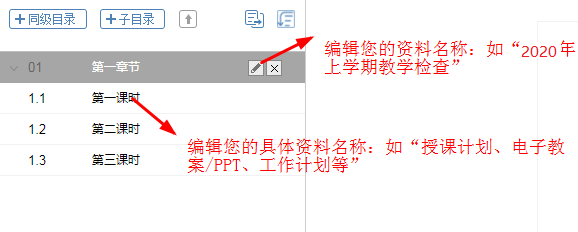 +同级目录 +子目录
01 第一章节
编辑您的资料名称：如“2020年
上学期教学检查”
1.1 第一课时
1.2 第二课时
编辑您的具体资料名称：如“授课计划、电子教
案/PPT、工作计划等”
1.3 第三课时